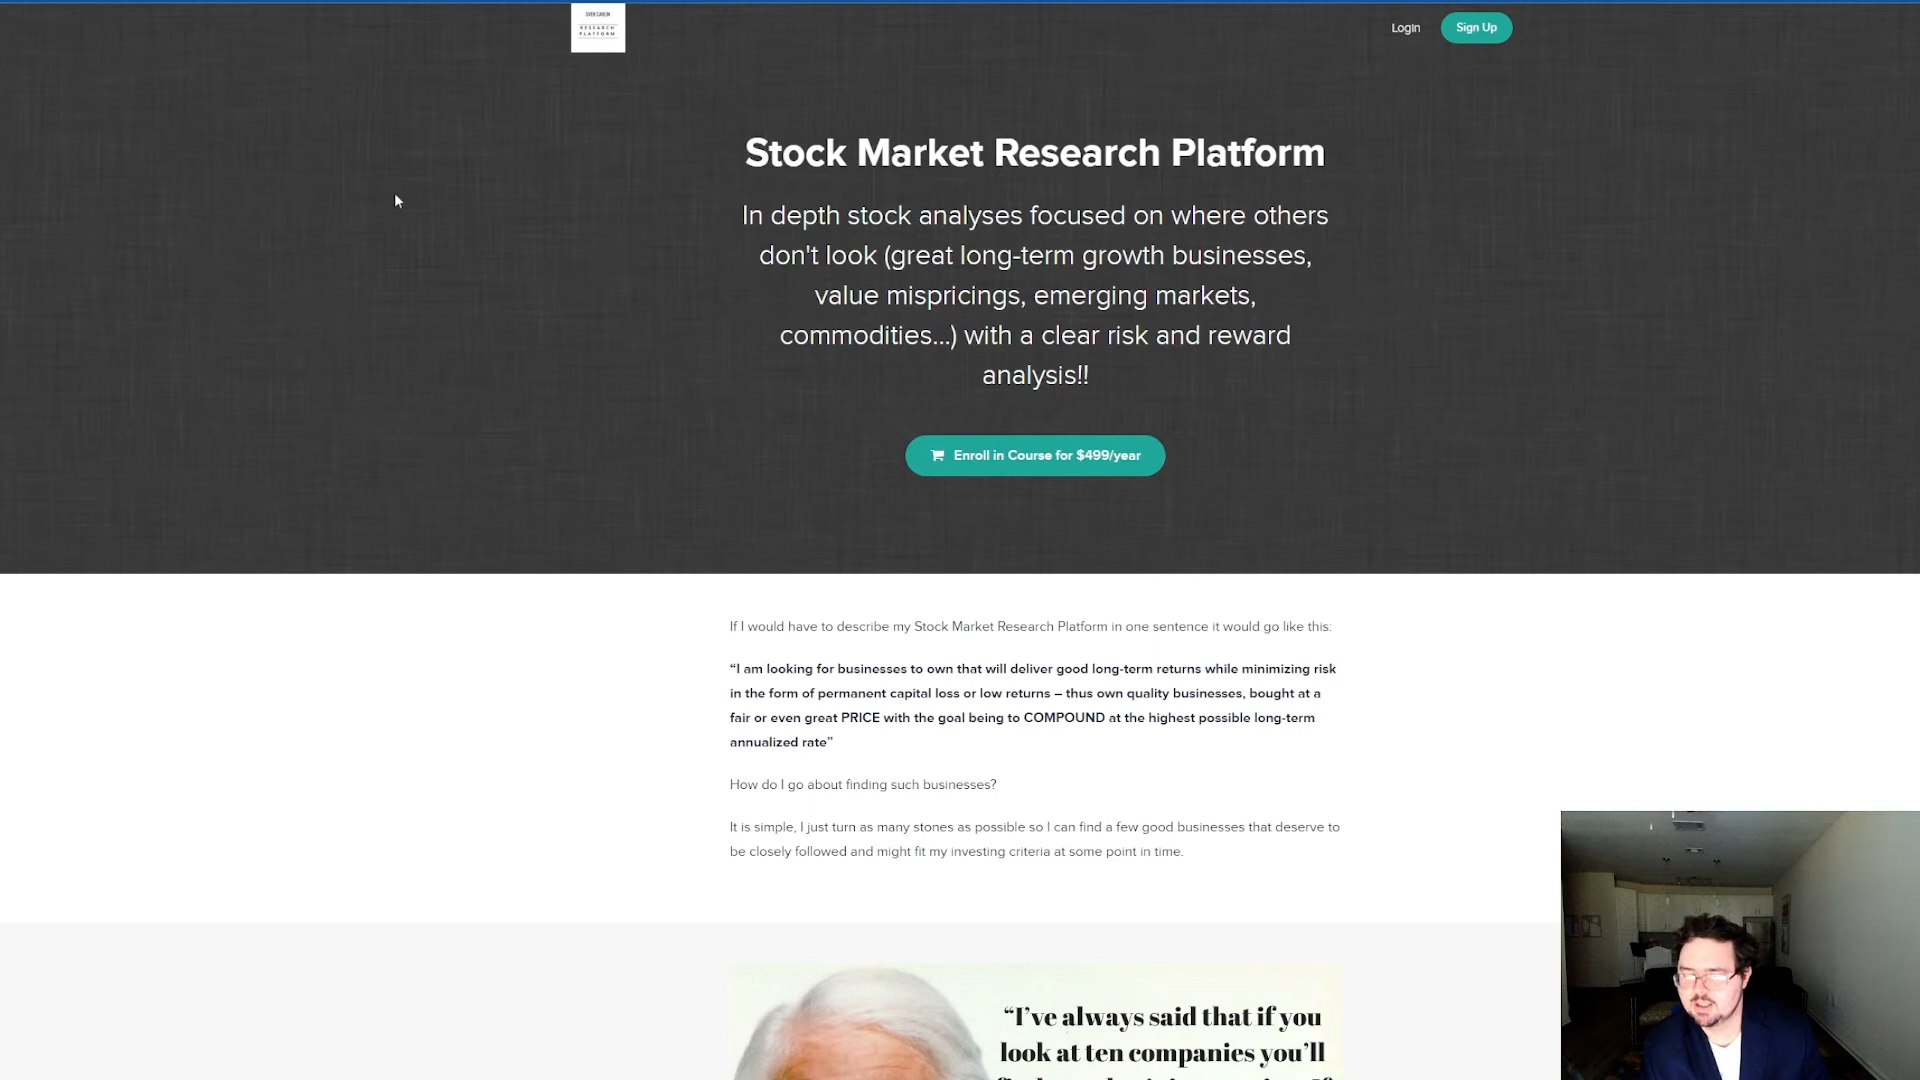 SVEN CARLIN
RESEARCH
PLATFORM
Login
Sign Up
Stock Market Research Platform
In depth stock analyses focused on where others
don't look (great long-term growth businesses,
value mispricings, emerging markets,
commodities...) with a clear risk and reward
analysis!!
Enroll in Course for $499/year
If I would have to describe my Stock Market Research Platform in one sentence it would go like this:
“I am looking for businesses to own that will deliver good long-term returns while minimizing risk
in the form of permanent capital loss or low returns – thus own quality businesses, bought at a
fair or even great PRICE with the goal being to COMPOUND at the highest possible long-term
annualized rate”
How do I go about finding such businesses?
It is simple, I just turn as many stones as possible so I can find a few good businesses that deserve to
be closely followed and might fit my investing criteria at some point in time.
“I’ve always said that if you
look at ten companies you’ll